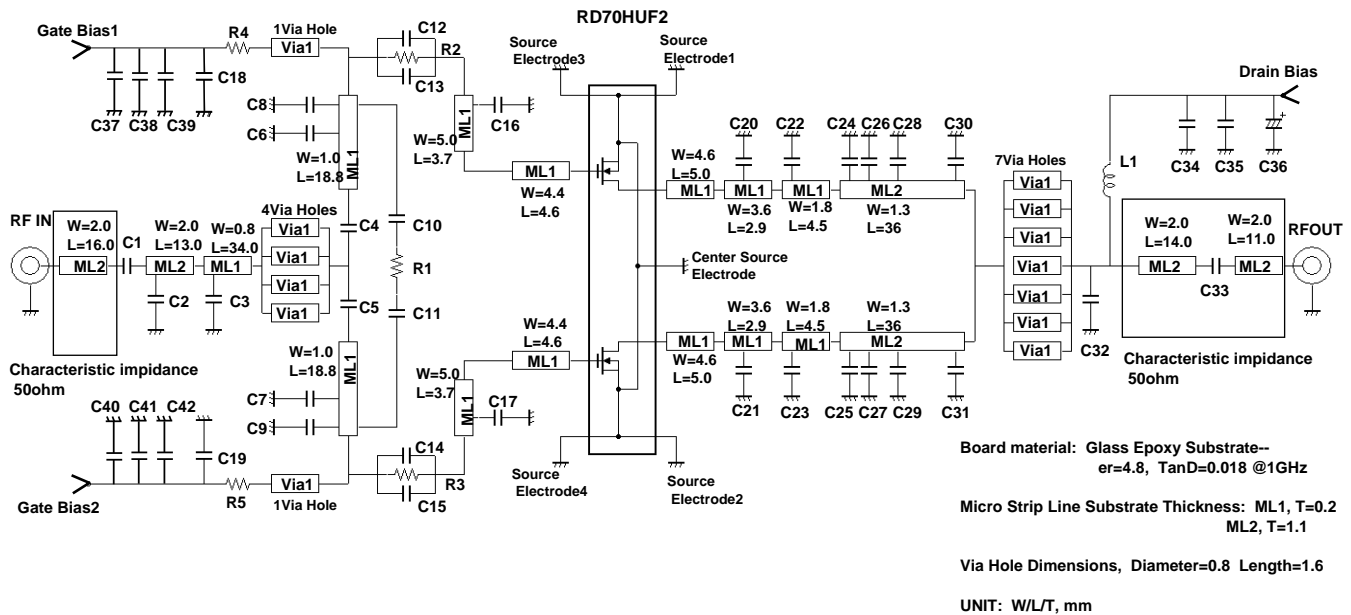 RD70HUF2
Gate Bias1
R4
1Via Hole
Via1
C12
R2
C13
C37
C38
C39
C18
C8
C6
W=1.0
L=18.8
ML1
W=5.0
L=3.7
ML1
C16
Source
Electrode3
Source
Electrode1
ML1
W=4.4
L=4.6
W=4.6
L=5.0
ML1
C20
ML1
W=3.6
L=2.9
C22
ML1
W=1.8
L=4.5
C24
C26
C28
C30
ML2
W=1.3
L=36
7Via Holes
Via1
Via1
Via1
Via1
Via1
Via1
Via1
L1
Drain Bias
C34
C35
C36
+
RF IN
W=2.0
L=16.0
ML2
C1
W=2.0
L=13.0
ML2
W=0.8
L=34.0
ML1
C2
C3
4Via Holes
Via1
Via1
Via1
Via1
C4
C5
C10
R1
C11
Center Source
Electrode
C32
W=2.0
L=14.0
ML2
C33
W=2.0
L=11.0
ML2
RFOUT
Characteristic impidance
50ohm
Characteristic impidance
50ohm
W=1.0
L=18.8
ML1
C7
C9
W=5.0
L=3.7
ML1
C17
W=4.4
L=4.6
ML1
ML1
W=4.6
L=5.0
W=3.6
L=2.9
ML1
C21
W=1.8
L=4.5
ML1
C23
W=1.3
L=36
ML2
C25
C27
C29
C31
C40
C41
C42
C19
Gate Bias2
R5
Via1
1Via Hole
C14
R3
C15
Source
Electrode4
Source
Electrode2
Board material: Glass Epoxy Substrate--
er=4.8, TanD=0.018 @1GHz
Micro Strip Line Substrate Thickness: ML1, T=0.2
ML2, T=1.1
Via Hole Dimensions, Diameter=0.8 Length=1.6
UNIT: W/L/T, mm